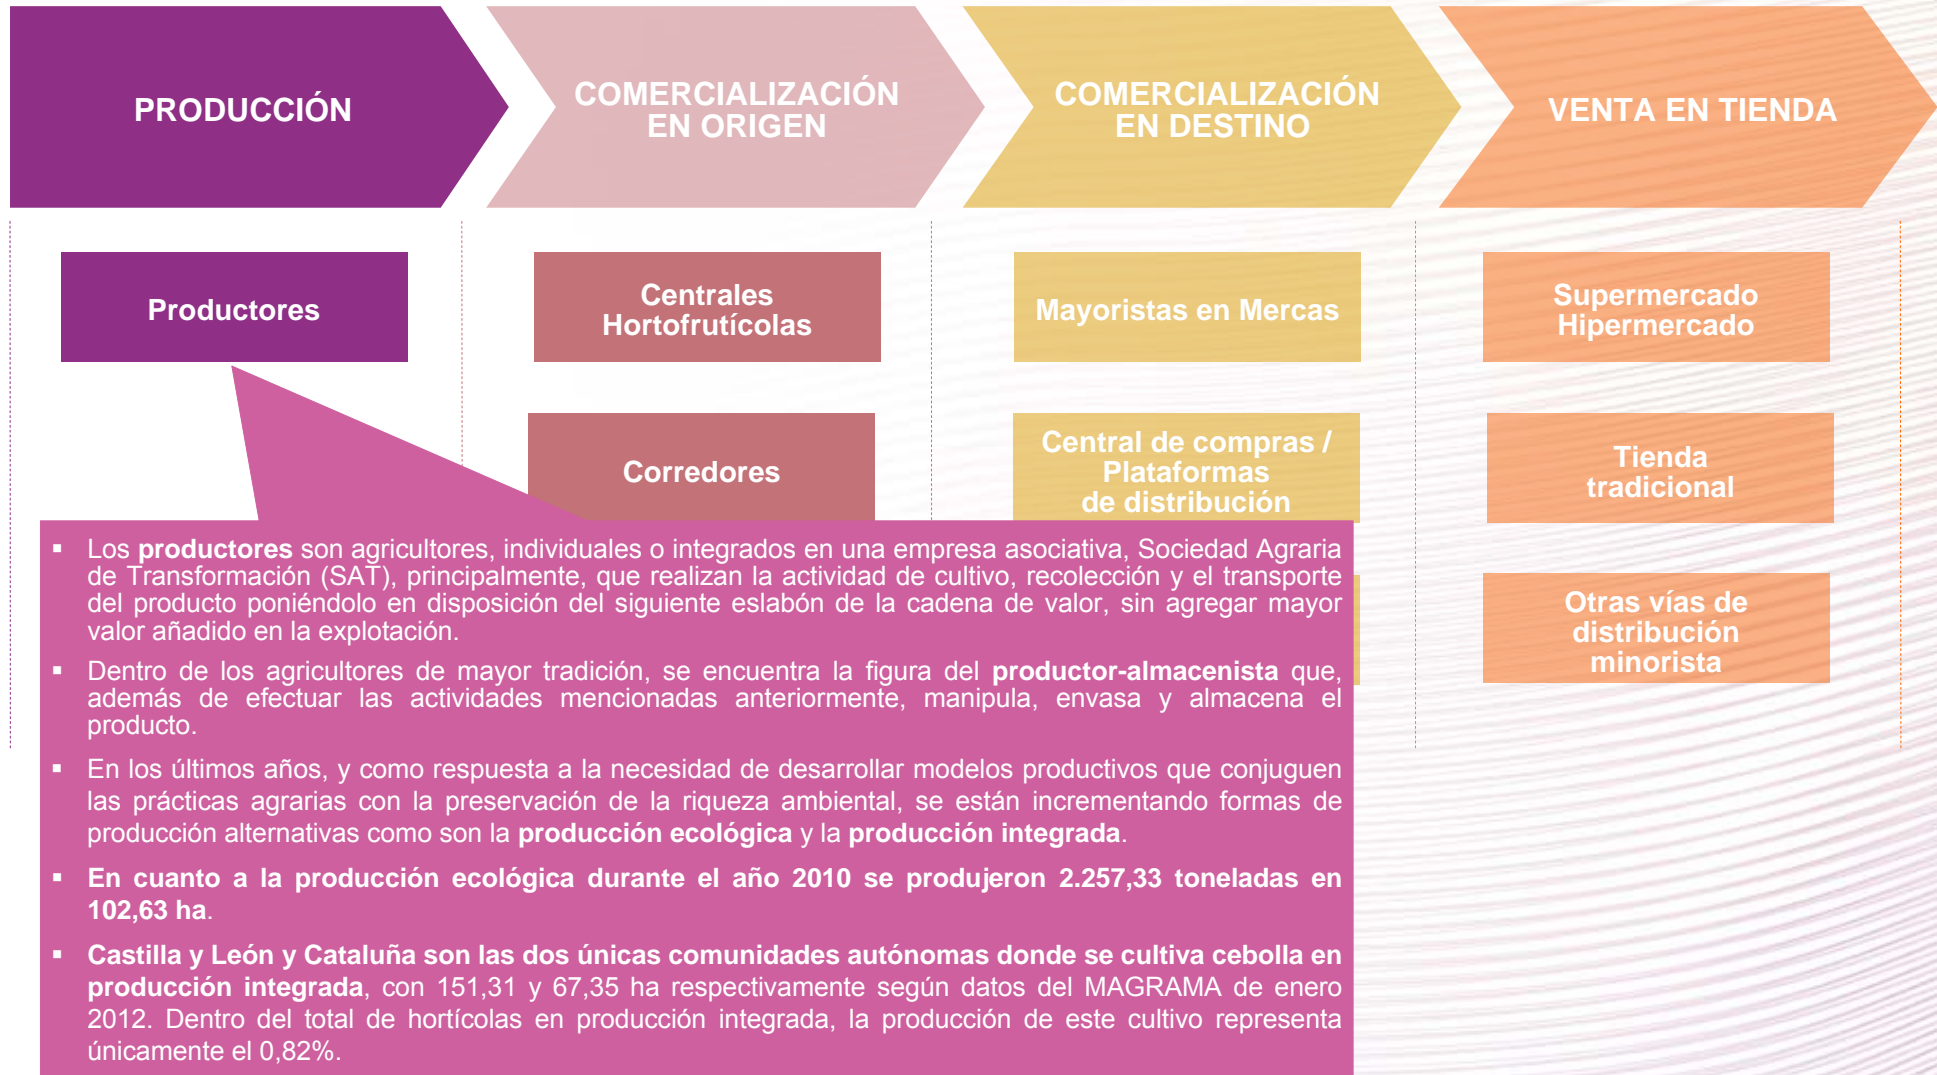 PRODUCCIÓN
COMERCIALIZACIÓN
EN ORIGEN
COMERCIALIZACIÓN
EN DESTINO
VENTA EN TIENDA
Productores
Centrales
Hortofrutícolas
Mayoristas en Mercas
Supermercado
Hipermercado
Corredores
Central de compras /
Plataformas
de distribución
Tienda
tradicional
Otras vías de
distribución
minorista
▪ Los productores son agricultores, individuales o integrados en una empresa asociativa, Sociedad Agraria
de Transformación (SAT), principalmente, que realizan la actividad de cultivo, recolección y el transporte
del producto poniéndolo en disposición del siguiente eslabón de la cadena de valor, sin agregar mayor
valor añadido en la explotación.
▪ Dentro de los agricultores de mayor tradición, se encuentra la figura del productor-almacenista que,
además de efectuar las actividades mencionadas anteriormente, manipula, envasa y almacena el
producto.
▪ En los últimos años, y como respuesta a la necesidad de desarrollar modelos productivos que conjuguen
las prácticas agrarias con la preservación de la riqueza ambiental, se están incrementando formas de
producción alternativas como son la producción ecológica y la producción integrada.
▪ En cuanto a la producción ecológica durante el año 2010 se produjeron 2.257,33 toneladas en
102,63 ha.
▪ Castilla y León y Cataluña son las dos únicas comunidades autónomas donde se cultiva cebolla en
producción integrada, con 151,31 y 67,35 ha respectivamente según datos del MAGRAMA de enero
2012. Dentro del total de hortícolas en producción integrada, la producción de este cultivo representa
únicamente el 0,82%.